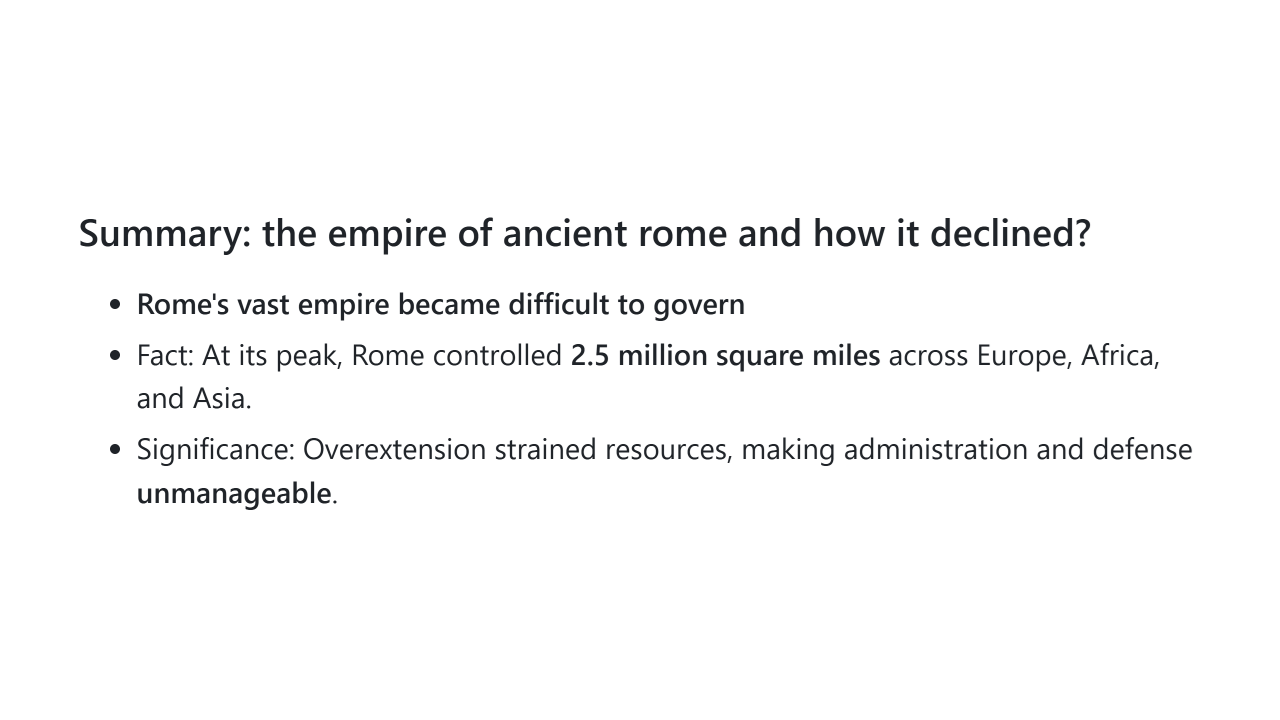 Summary: the empire of ancient rome and how it declined?
• Rome's vast empire became difficult to govern
• Fact: At its peak, Rome controlled 2.5 million square miles across Europe, Africa,
and Asia.
• Significance: Overextension strained resources, making administration and defense
unmanageable.